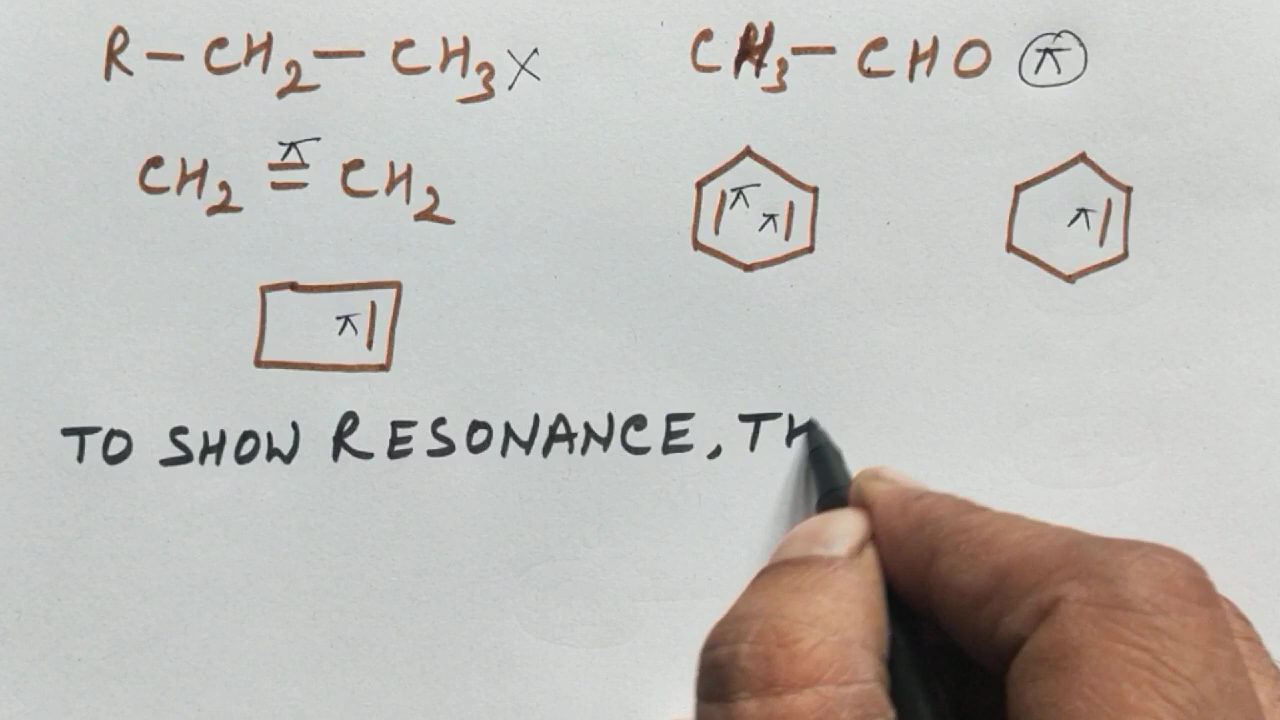 R-CH2-CH3 X CH3-CHO π
CH2 = CH2 π
π π π
π
TO SHOW RESONANCE, TH